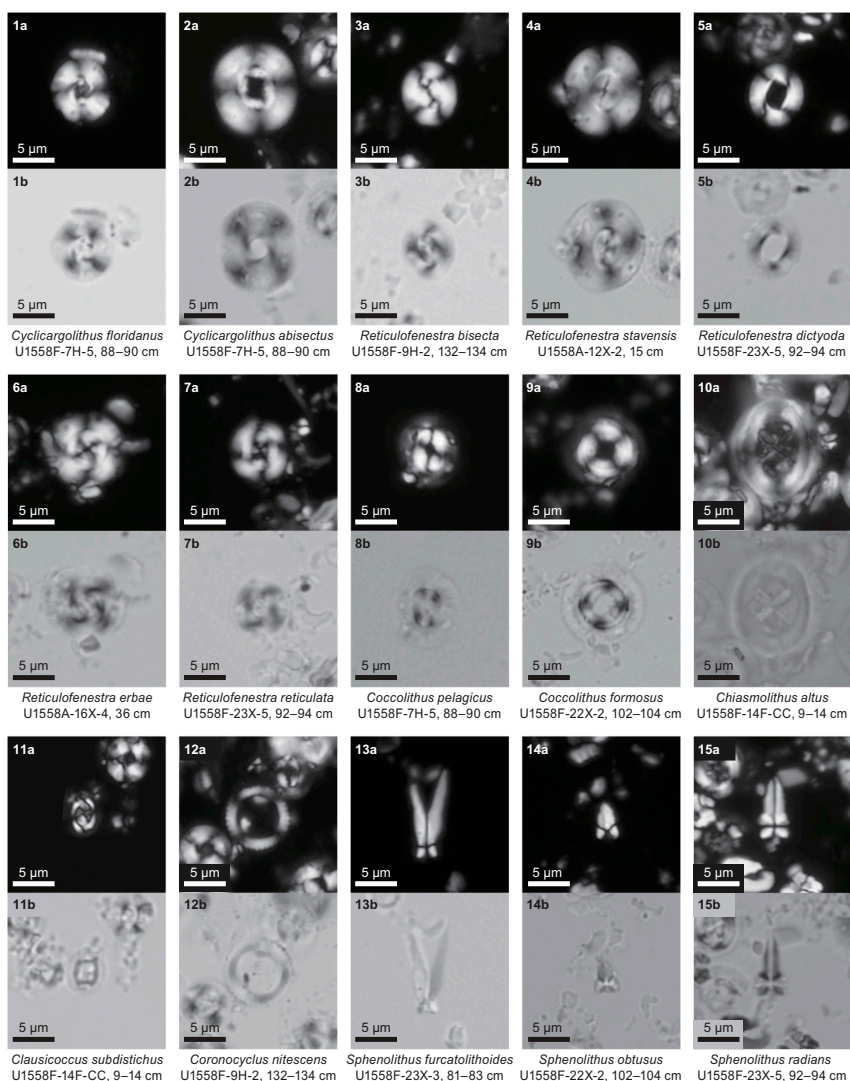 1a 2a 3a 4a 5a
5 µm 5 µm 5 µm 5 µm 5 µm
1b 2b 3b 4b 5b
5 µm 5 µm 5 µm 5 µm 5 µm
Cyclicargolithus floridanus Cyclicargolithus abisectus Reticulofenestra bisecta Reticulofenestra stavensis Reticulofenestra dictyoda
U1558F-7H-5, 88–90 cm U1558F-7H-5, 88–90 cm U1558F-9H-2, 132–134 cm U1558A-12X-2, 15 cm U1558F-23X-5, 92–94 cm
6a 7a 8a 9a 10a
5 µm 5 µm 5 µm 5 µm 5 µm
6b 7b 8b 9b 10b
5 µm 5 µm 5 µm 5 µm 5 µm
Reticulofenestra erbae Reticulofenestra reticulata Coccolithus pelagicus Coccolithus formosus Chiasmolithus altus
U1558A-16X-4, 36 cm U1558F-23X-5, 92–94 cm U1558F-7H-5, 88–90 cm U1558F-22X-2, 102–104 cm U1558F-14F-CC, 9–14 cm
11a 12a 13a 14a 15a
5 µm 5 µm 5 µm 5 µm 5 µm
11b 12b 13b 14b 15b
5 µm 5 µm 5 µm 5 µm 5 µm
Clausicoccus subdistichus Coronocyclus nitescens Sphenolithus furcatolithoides Sphenolithus obtusus Sphenolithus radians
U1558F-14F-CC, 9–14 cm U1558F-9H-2, 132–134 cm U1558F-23X-3, 81–83 cm U1558F-22X-2, 102–104 cm U1558F-23X-5, 92–94 cm